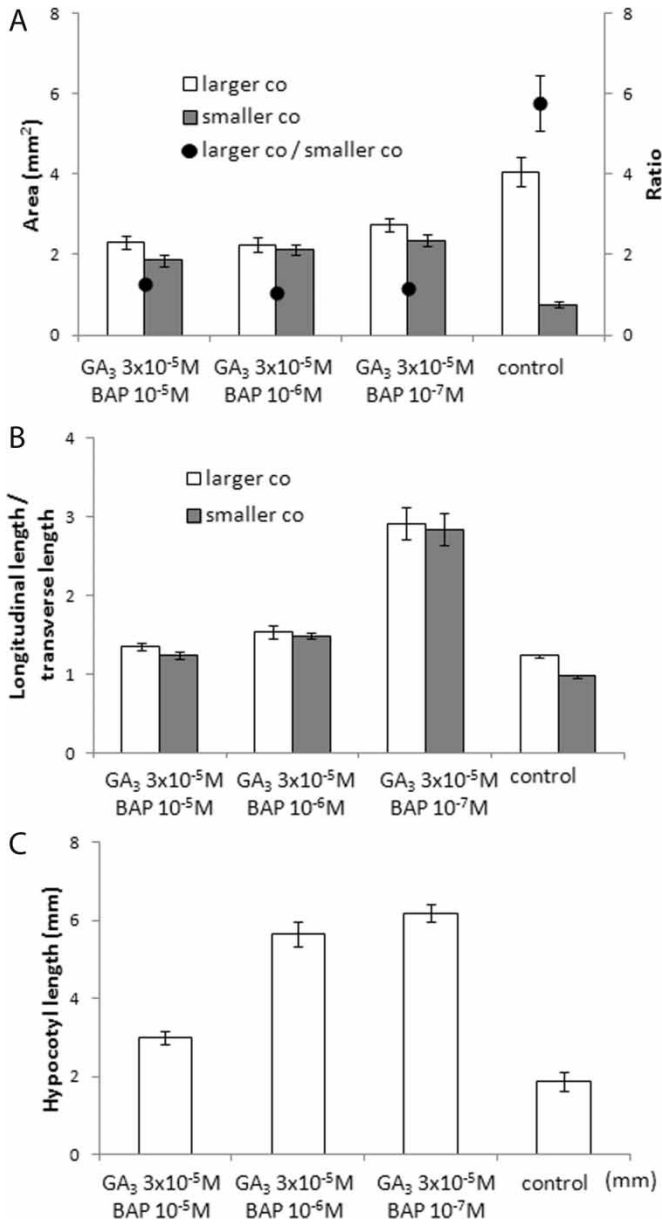 A
8
6
4
2
0
Area (mm²)
larger co
smaller co
larger co / smaller co
8
6
4
2
0
Ratio
GA₃ 3x10⁻⁵M
BAP 10⁻⁵M
GA₃ 3x10⁻⁵M
BAP 10⁻⁶M
GA₃ 3x10⁻⁵M
BAP 10⁻⁷M
control
B
4
3
2
1
0
Longitudinal length/
transverse length
larger co
smaller co
GA₃ 3x10⁻⁵M
BAP 10⁻⁵M
GA₃ 3x10⁻⁵M
BAP 10⁻⁶M
GA₃ 3x10⁻⁵M
BAP 10⁻⁷M
control
C
8
6
4
2
0
Hypocotyl length (mm)
GA₃ 3x10⁻⁵M
BAP 10⁻⁵M
GA₃ 3x10⁻⁵M
BAP 10⁻⁶M
GA₃ 3x10⁻⁵M
BAP 10⁻⁷M
control
(mm)